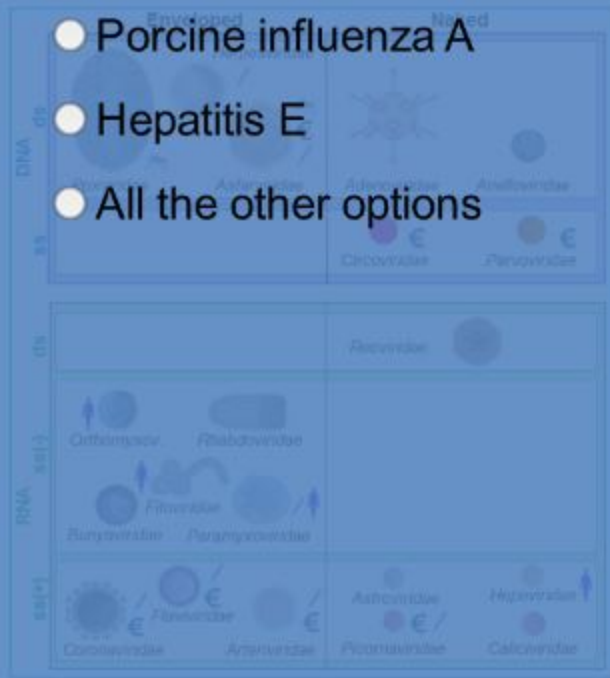 Enveloped Naked
Porcine influenza A
Hepatitis E
DNA
ds
Adenoviridae Anelloviridae
All the other options
ss
€ €
Circoviridae Parvoviridae
ds
Reoviridae
RNA
ss(-)
Orthomyxor. Rhabdoviridae
Filoviridae
Bunyaviridae Paramyxoviridae
ss(+)
Flaviviridae Astroviridae Hepeviridae
€ € € €
Coronaviridae Arteriviridae Picornaviridae Caliciviridae